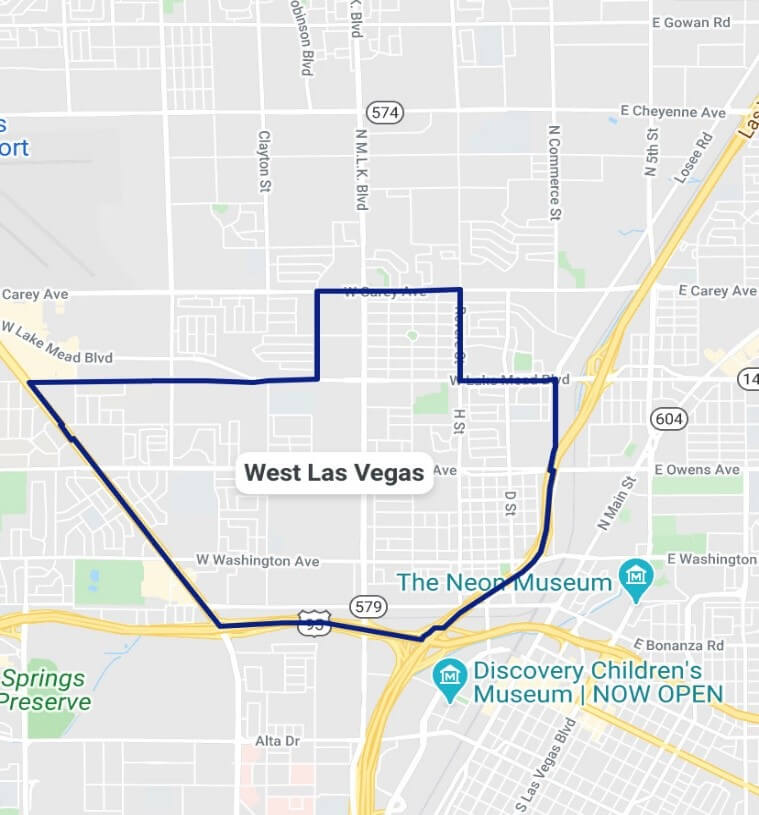 E Gowan Rd
Blvd
E Cheyenne Ave
574
Las
ort
Clayton St
N M.L.K. Blvd
N Commerce St
N 5th St
Losee Rd
Carey Ave
W Carey Ave
E Carey Ave
W Lake Mead Blvd
Revere St
W Lake Mead Blvd
14
H St
604
West Las Vegas
Ave
E Owens Ave
D St
N Main St
W Washington Ave
E Washington
The Neon Museum
579
95
E Bonanza Rd
Springs
Preserve
Discovery Children's
Museum | NOW OPEN
Alta Dr
S Las Vegas Blvd